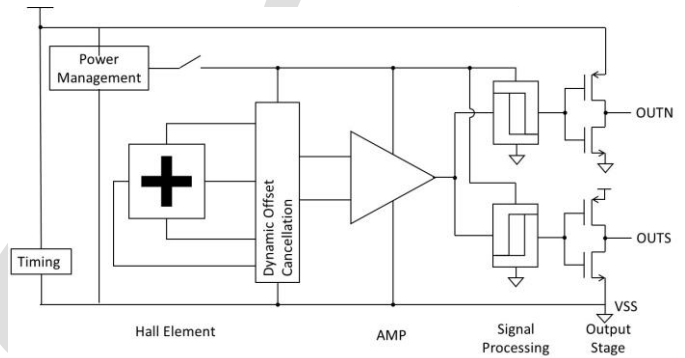 Power
Management
OUTN
Dynamic Offset
Cancellation
OUTS
Timing
VSS
Hall Element
AMP
Signal
Processing
Output
Stage